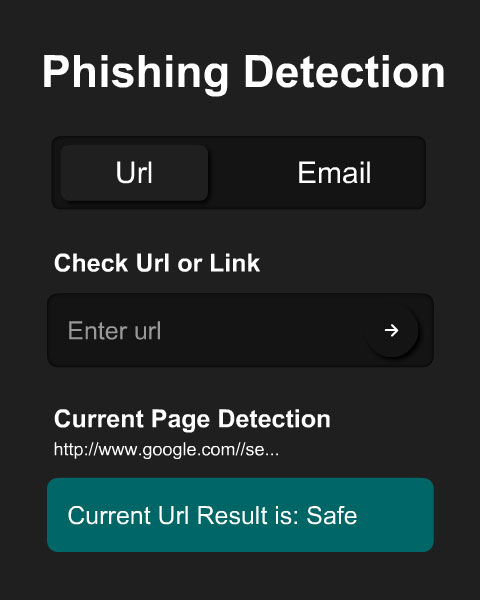 Phishing Detection
Url Email
Check Url or Link
Enter url
Current Page Detection
http://www.google.com//se...
Current Url Result is: Safe